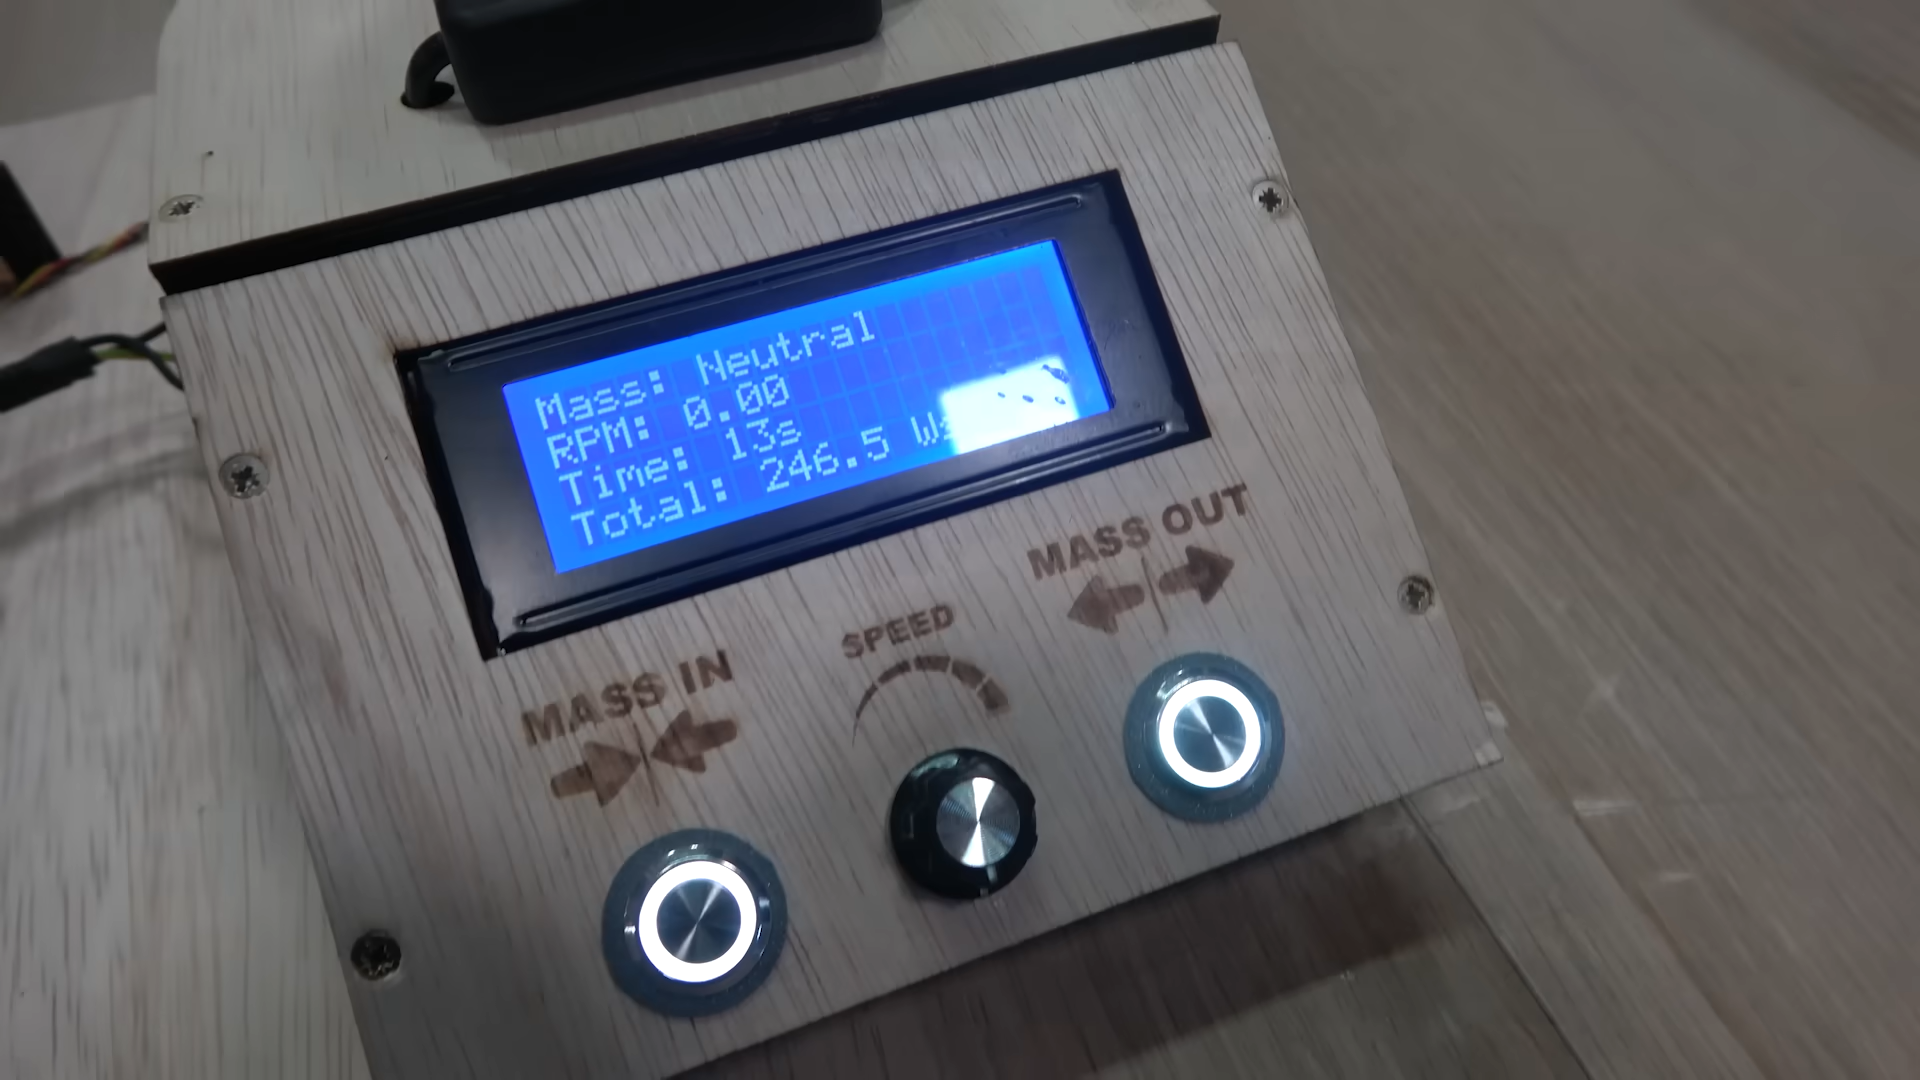 Mass: Neutral
RPM: 0.00
Time: 13s
Total: 246.5
MASS IN
SPEED
MASS OUT